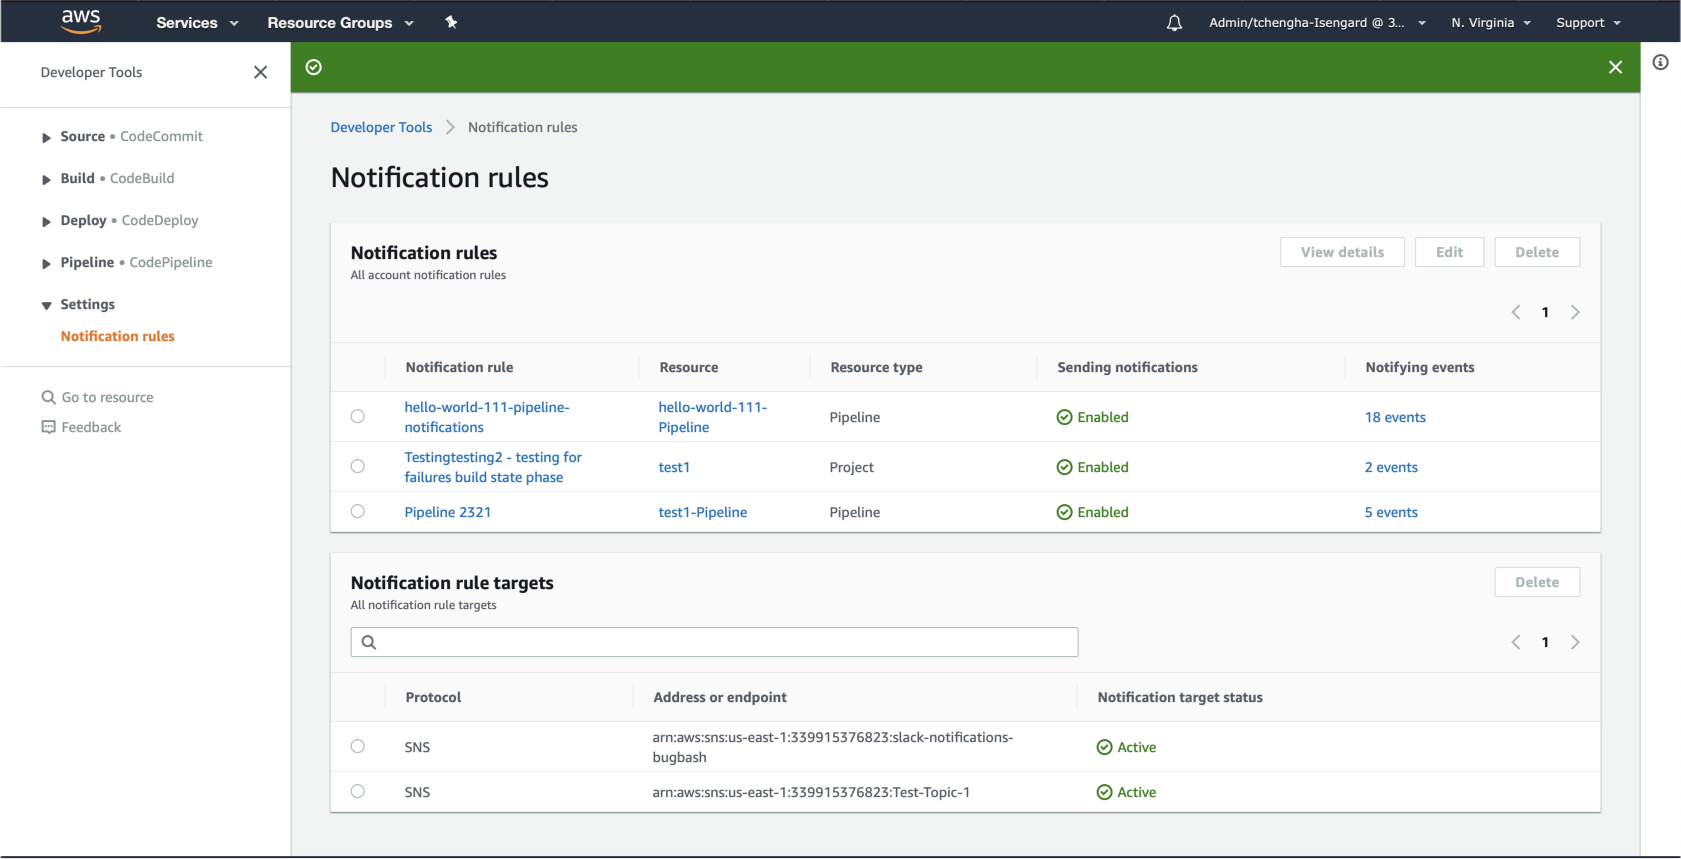 aws Services Resource Groups Admin/tchengha-Isengard @ 3... N. Virginia Support
Developer Tools
Source • CodeCommit
Build • CodeBuild
Deploy • CodeDeploy
Pipeline • CodePipeline
Settings
Notification rules
Go to resource
Feedback
Developer Tools Notification rules
Notification rules
Notification rules View details Edit Delete
All account notification rules
1
Notification rule Resource Resource type Sending notifications Notifying events
hello-world-111-pipeline- hello-world-111- Pipeline Enabled 18 events
notifications Pipeline
Testingtesting2 - testing for test1 Project Enabled 2 events
failures build state phase
Pipeline 2321 test1-Pipeline Pipeline Enabled 5 events
Notification rule targets Delete
All notification rule targets
1
Protocol Address or endpoint Notification target status
SNS arn:aws:sns:us-east-1:339915376823:slack-notifications- Active
bugbash
SNS arn:aws:sns:us-east-1:339915376823:Test-Topic-1 Active